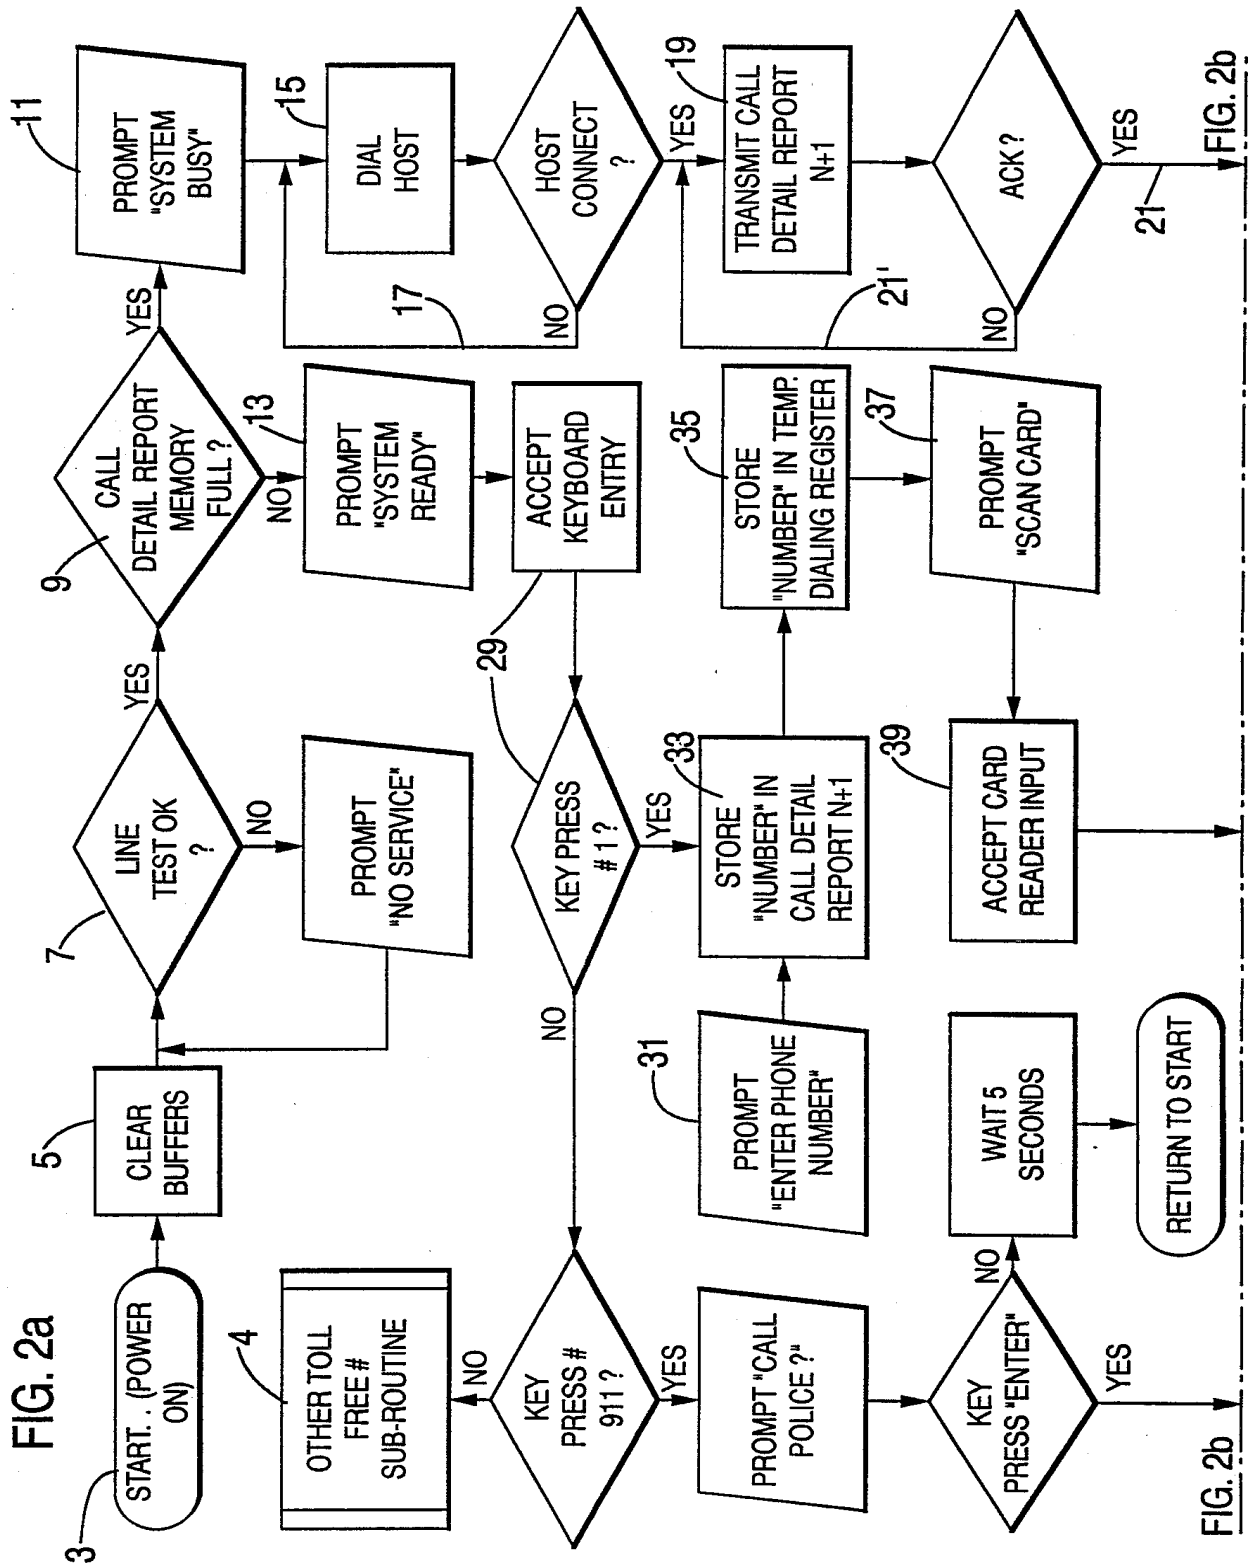 FIG. 2a
3
START. . (POWER
ON)
5
CLEAR
BUFFERS
7
LINE
TEST OK
?
YES
NO
PROMPT
"NO SERVICE"
9
CALL
DETAIL REPORT
MEMORY
FULL ?
YES
NO
11
PROMPT
"SYSTEM
BUSY"
13
PROMPT
"SYSTEM
READY"
15
DIAL
HOST
17
HOST
CONNECT
?
NO
YES
19
TRANSMIT CALL
DETAIL REPORT
N+1
21'
ACK?
NO
YES
21
FIG. 2b
29
ACCEPT
KEYBOARD
ENTRY
KEY PRESS
# 1 ?
NO
YES
4
OTHER TOLL
FREE #
SUB-ROUTINE
NO
KEY
PRESS #
911 ?
YES
PROMPT "CALL
POLICE ?"
KEY
PRESS "ENTER"
NO
YES
WAIT 5
SECONDS
RETURN TO START
31
PROMPT
"ENTER PHONE
NUMBER"
33
STORE
"NUMBER" IN
CALL DETAIL
REPORT N+1
35
STORE
"NUMBER" IN TEMP.
DIALING REGISTER
37
PROMPT
"SCAN CARD"
39
ACCEPT CARD
READER INPUT
FIG. 2b